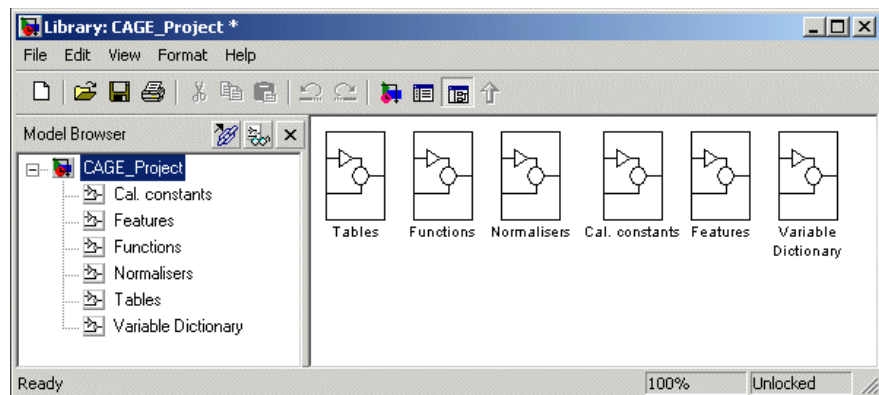 Library: CAGE_Project *
File Edit View Format Help
Model Browser
CAGE_Project
Cal. constants
Features
Functions
Normalisers
Tables
Variable Dictionary
Tables Functions Normalisers Cal. constants Features Variable Dictionary
Ready 100% Unlocked